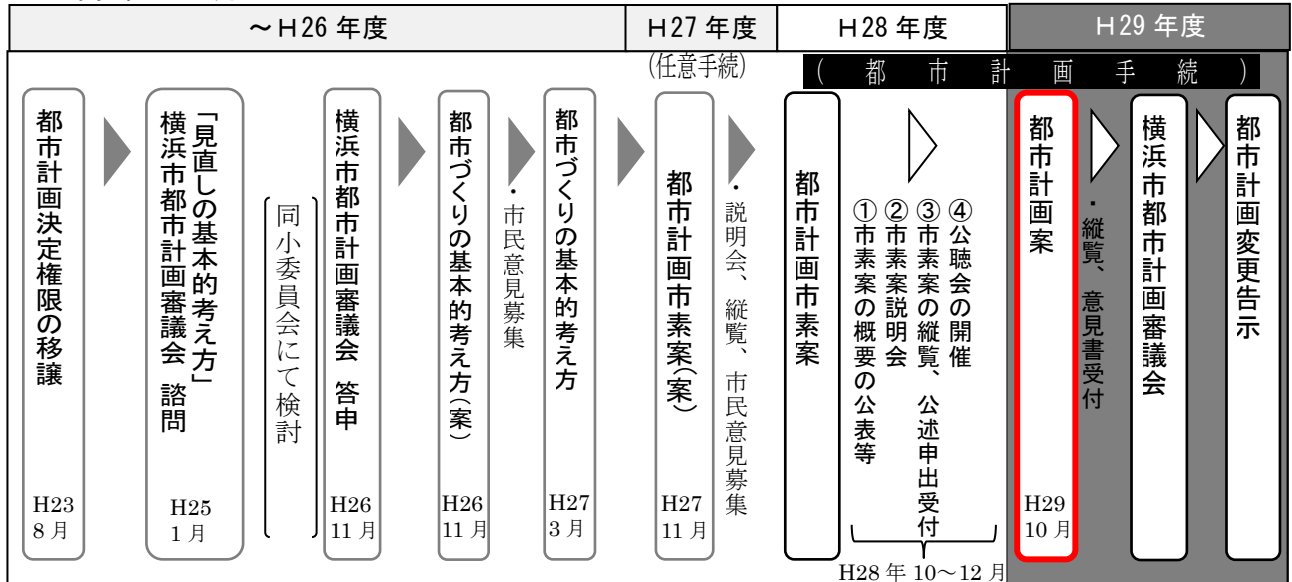 ～H26 年度
H27 年度
H28 年度
H29 年度
(任意手続)
( 都 市 計 画 手 続 )
都市計画決定権限の移譲
H23
8 月
「見直しの基本的考え方」
横浜市都市計画審議会 諮問
H25
1 月
同小委員会にて検討
横浜市都市計画審議会 答申
H26
11 月
都市づくりの基本的考え方（案）
H26
11 月
・市民意見募集
都市づくりの基本的考え方
H27
3 月
都市計画市素案（案）
H27
11 月
・説明会、縦覧、市民意見募集
都市計画市素案
①市素案の概要の公表等
②市素案説明会
③市素案の縦覧、公述申出受付
④公聴会の開催
H28 年 10～12 月
都市計画案
H29
10 月
・縦覧、意見書受付
横浜市都市計画審議会
都市計画変更告示